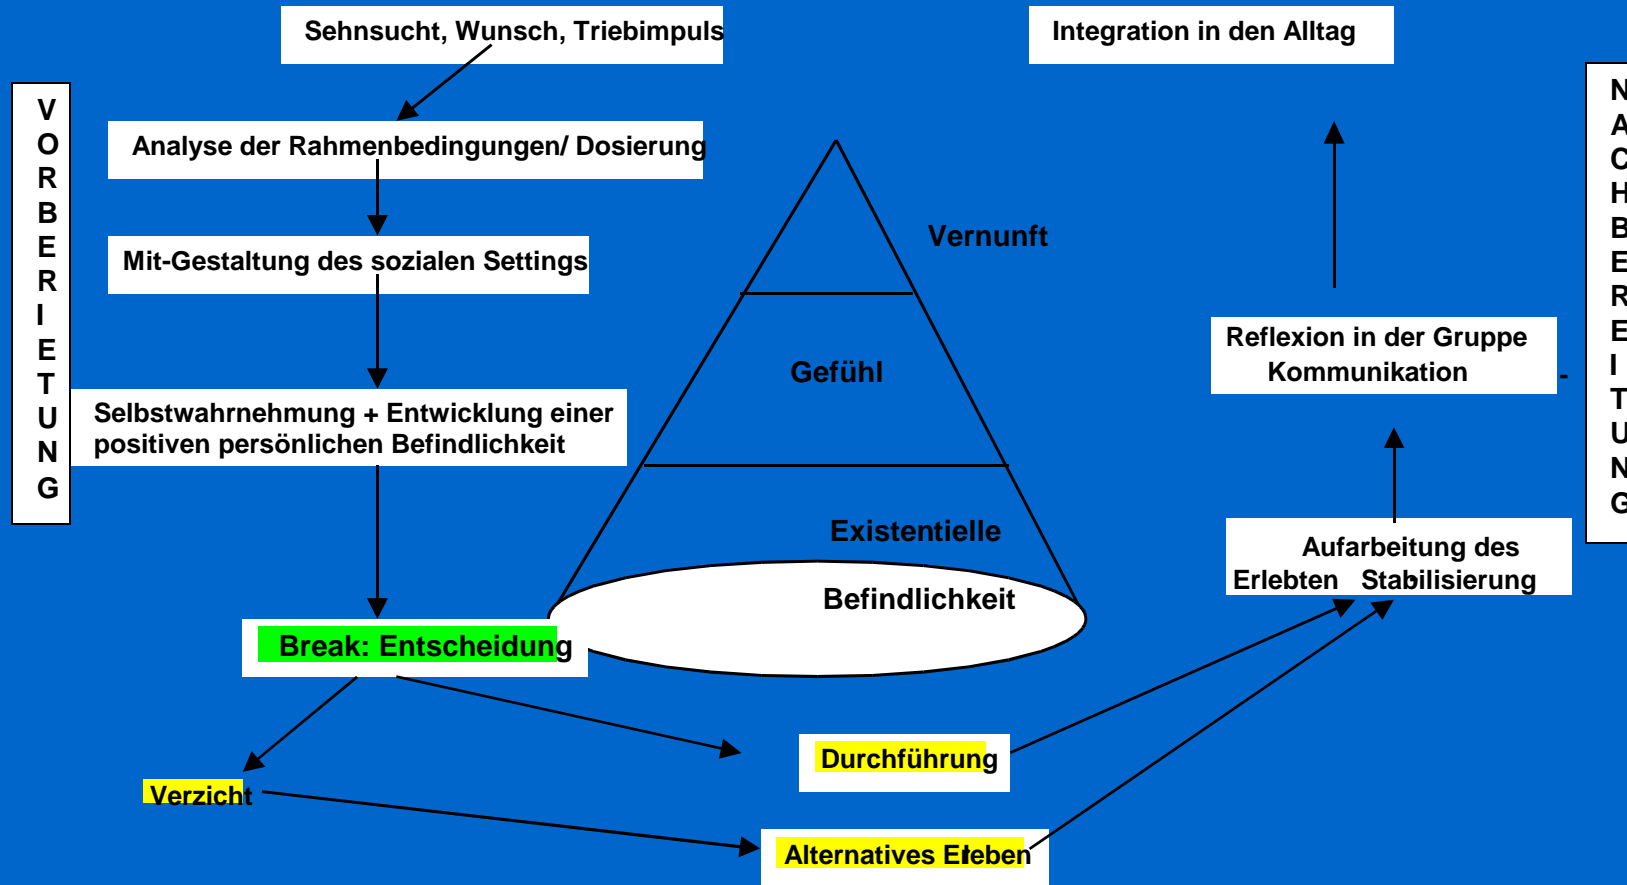 VORBERIETUNG
Sehnsucht, Wunsch, Triebimpuls
Analyse der Rahmenbedingungen/ Dosierung
Mit-Gestaltung des sozialen Settings
Selbstwahrnehmung + Entwicklung einer
positiven persönlichen Befindlichkeit
Break: Entscheidung
Verzicht
Vernunft
Gefühl
Existentielle
Befindlichkeit
Durchführung
Alternatives Erleben
Integration in den Alltag
Reflexion in der Gruppe
Kommunikation -
Aufarbeitung des
Erlebten - Stabilisierung
NACHBEREITUNG